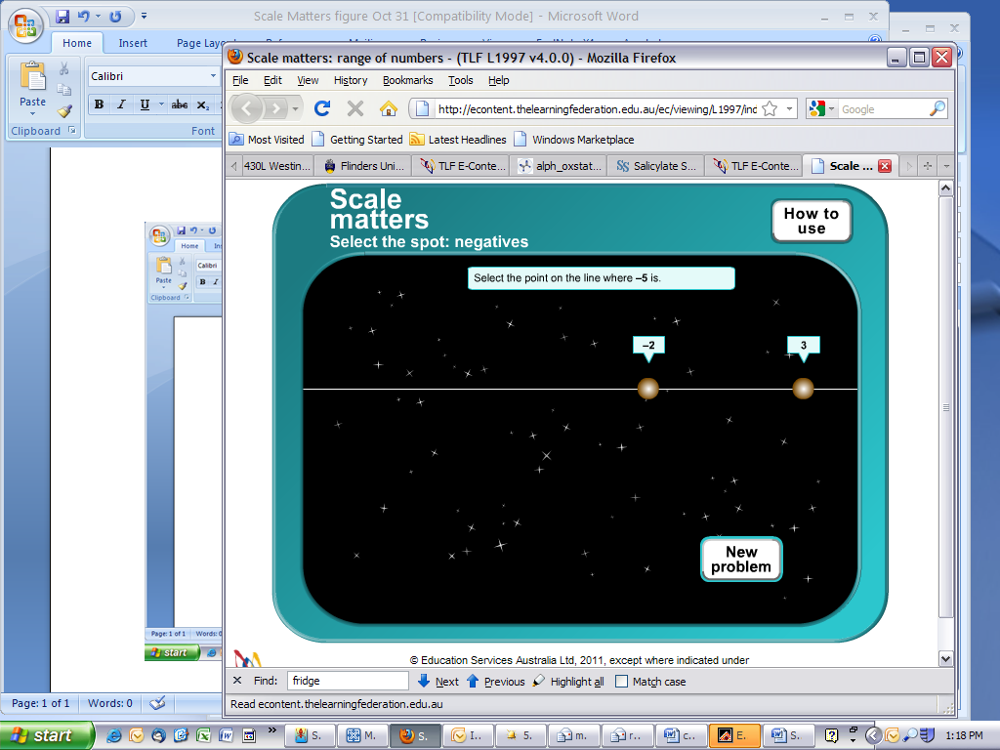 Scale Matters figure Oct 31 [Compatibility Mode] - Microsoft Word
Home Insert
Calibri
Paste
B I U abc X₂
Clipboard Font
Scale matters: range of numbers - (TLF L1997 v4.0.0) - Mozilla Firefox
File Edit View History Bookmarks Tools Help
http://econtent.thelearningfederation.edu.au/ec/viewing/L1997/ind
Google
Most Visited Getting Started Latest Headlines Windows Marketplace
430L Westin... Flinders Uni... TLF E-Conte... alph_oxstat... Salicylate S... TLF E-Conte... Scale ...
Scale
matters
Select the spot: negatives
How to
use
Select the point on the line where –5 is.
–2 3
New
problem
© Education Services Australia Ltd, 2011, except where indicated under
Home
Calibri
Paste
B I
Clipboard
Page: 1 of 1 Words: 0
start
Find: fridge Next Previous Highlight all Match case
Page: 1 of 1 Words: 0
Read econtent.thelearningfederation.edu.au
start S. M. S. I.. 5. m. r.. c.. E. S. 1:18 PM